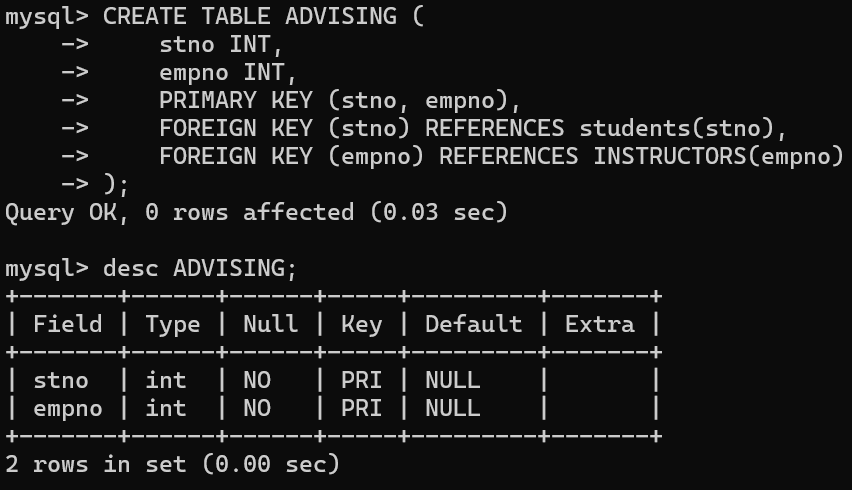 mysql> CREATE TABLE ADVISING (
    ->     stno INT,
    ->     empno INT,
    ->     PRIMARY KEY (stno, empno),
    ->     FOREIGN KEY (stno) REFERENCES students(stno),
    ->     FOREIGN KEY (empno) REFERENCES INSTRUCTORS(empno)
    -> );
Query OK, 0 rows affected (0.03 sec)

mysql> desc ADVISING;
+-------+------+------+-----+---------+-------+
| Field | Type | Null | Key | Default | Extra |
+-------+------+------+-----+---------+-------+
| stno  | int  | NO   | PRI | NULL    |       |
| empno | int  | NO   | PRI | NULL    |       |
+-------+------+------+-----+---------+-------+
2 rows in set (0.00 sec)